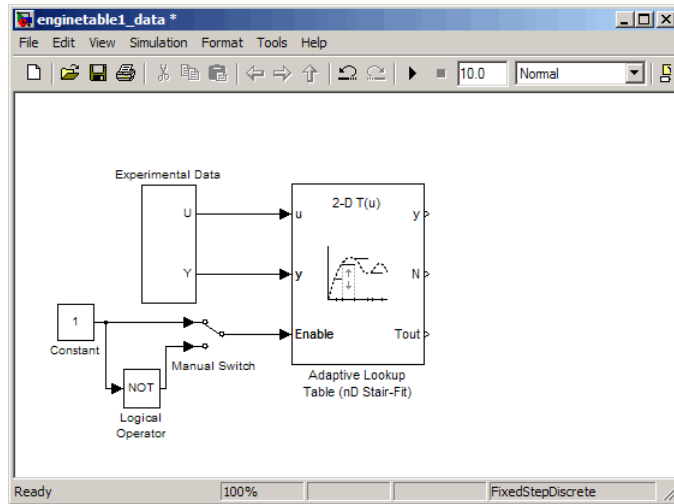 enginetable1_data *
File Edit View Simulation Format Tools Help
10.0 Normal
Experimental Data
2-D T(u)
U u y
Y y N
1
Constant
Enable Tout
Manual Switch
NOT
Adaptive Lookup
Table (nD Stair-Fit)
Logical
Operator
Ready 100% FixedStepDiscrete